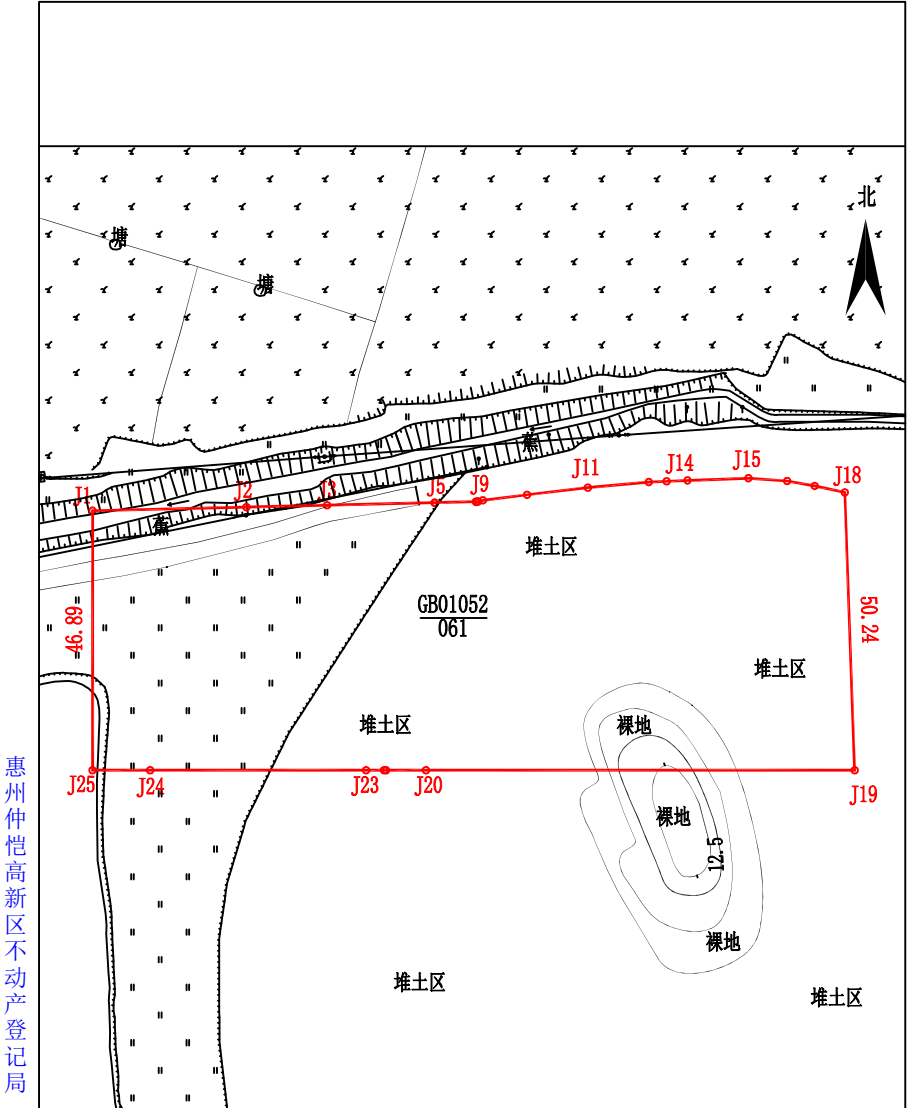 北
塘
塘
蕉
蕉
J1
J2
J3
J5
J9
J11
J14
J15
J18
堆土区
46.89
GB01052
061
50.24
堆土区
堆土区
裸地
J25
J24
J23
J20
J19
裸地
12.5
裸地
堆土区
堆土区
惠州仲恺高新区不动产登记局